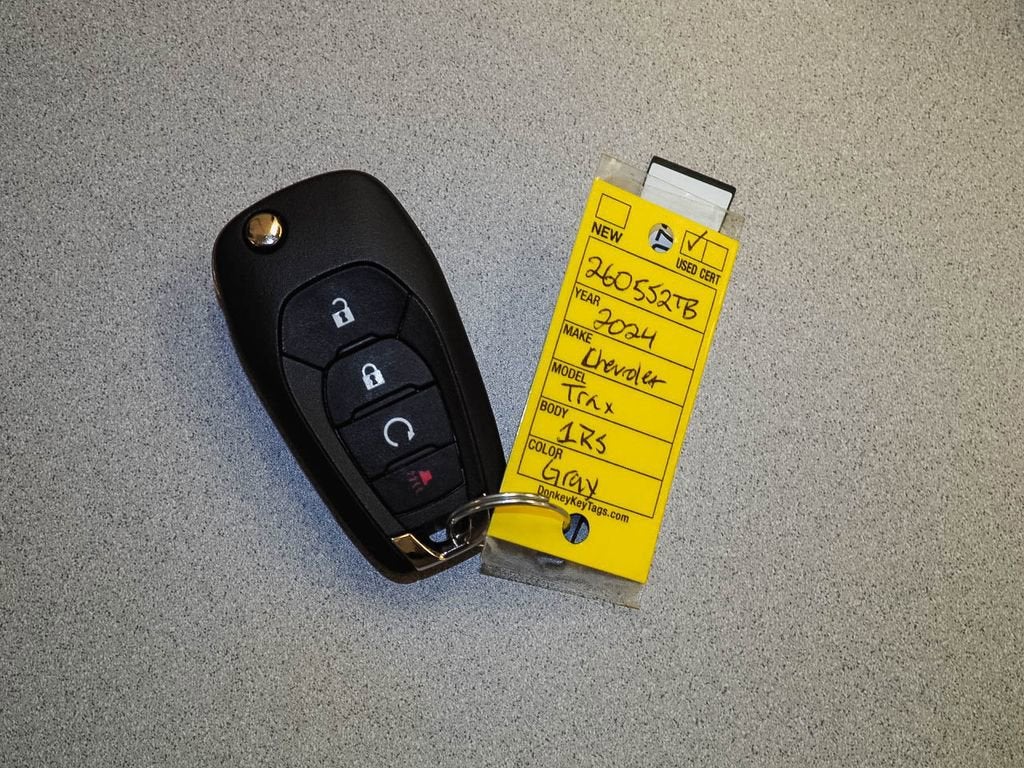 NEW
USED CERT
260552TB
YEAR
2024
MAKE
Chevrolet
MODEL
Trax
BODY
1RS
COLOR
Gray
DonkeyKeyTags.com